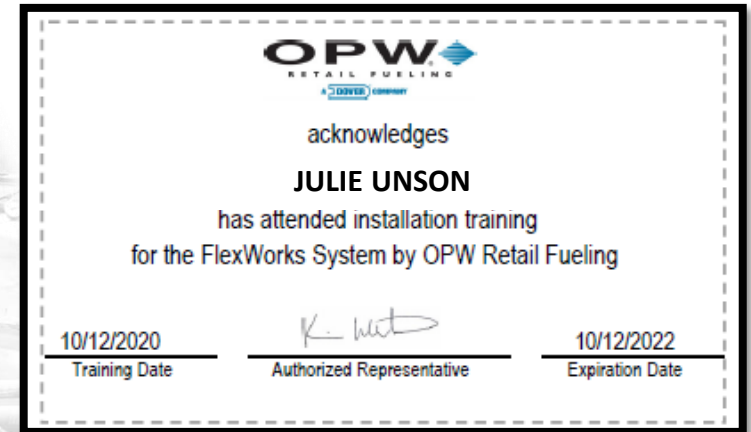 OPW
RETAIL FUELING
A DOVER COMPANY
acknowledges
JULIE UNSON
has attended installation training
for the FlexWorks System by OPW Retail Fueling
10/12/2020
10/12/2022
Training Date
Authorized Representative
Expiration Date